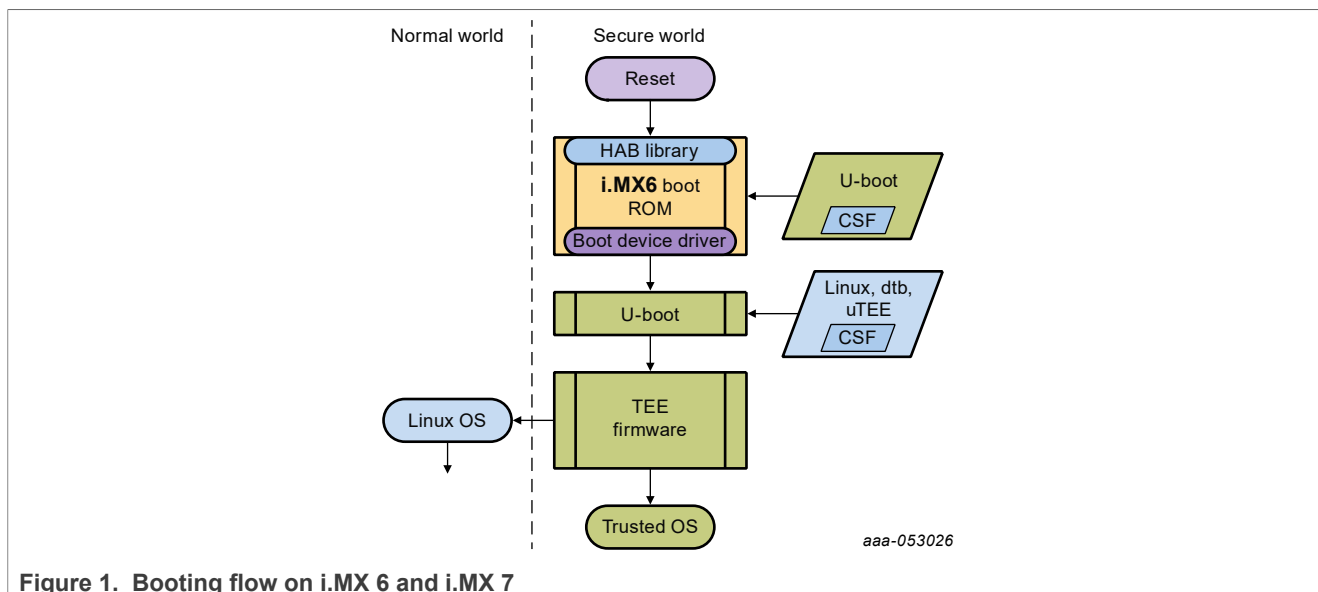 Normal world
Secure world
Reset
HAB library
i.MX6 boot
ROM
Boot device driver
U-boot
CSF
U-boot
Linux, dtb,
uTEE
CSF
TEE
firmware
Linux OS
Trusted OS
aaa-053026
Figure 1. Booting flow on i.MX 6 and i.MX 7